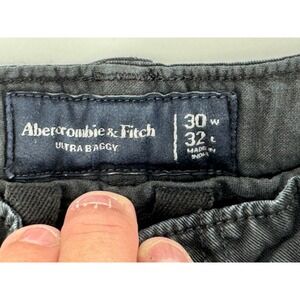 Abercrombie & Fitch
ULTRA BAGGY
30 W
32 L
MADE IN
INDIA